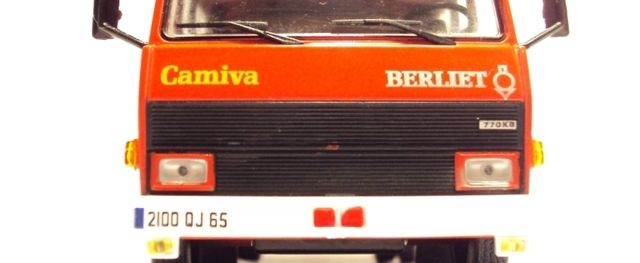 Camiva BERLIET
770KB
2100 QJ 65